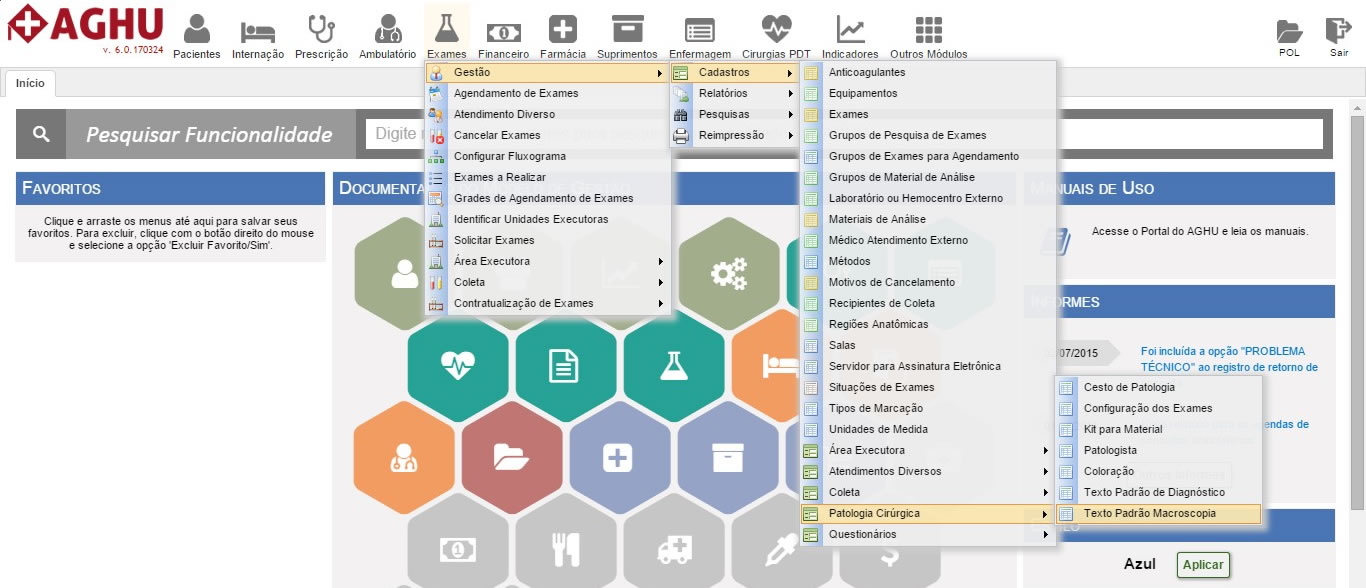 AGHU
v. 6.0.170324
Pacientes
Internação
Prescrição
Ambulatório
Exames
Financeiro
Farmácia
Suprimentos
Enfermagem
Cirurgias PDT
Indicadores
Outros Módulos
POL
Sair
Início
Pesquisar Funcionalidade
Digite
FAVORITOS
Clique e arraste os menus até aqui para salvar seus
favoritos. Para excluir, clique com o botão direito do mouse
e selecione a opção 'Excluir Favorito/Sim'.
Gestão
Agendamento de Exames
Atendimento Diverso
Cancelar Exames
Configurar Fluxograma
Exames a Realizar
Grades de Agendamento de Exames
Identificar Unidades Executoras
Solicitar Exames
Área Executora
Coleta
Contratualização de Exames
Cadastros
Relatórios
Pesquisas
Reimpressão
Anticoagulantes
Equipamentos
Exames
Grupos de Pesquisa de Exames
Grupos de Exames para Agendamento
Grupos de Material de Análise
Laboratório ou Hemocentro Externo
Materiais de Análise
Médico Atendimento Externo
Métodos
Motivos de Cancelamento
Recipientes de Coleta
Regiões Anatômicas
Salas
Servidor para Assinatura Eletrônica
Situações de Exames
Tipos de Marcação
Unidades de Medida
Área Executora
Atendimentos Diversos
Coleta
Patologia Cirúrgica
Questionários
Cesto de Patologia
Configuração dos Exames
Kit para Material
Patologista
Coloração
Texto Padrão de Diagnóstico
Texto Padrão Macroscopia
MANUAIS DE USO
Acesse o Portal do AGHU e leia os manuais.
INFORMES
07/2015
Foi incluída a opção "PROBLEMA
TÉCNICO" ao registro de retorno de
das de
Outros Informes
Azul
Aplicar